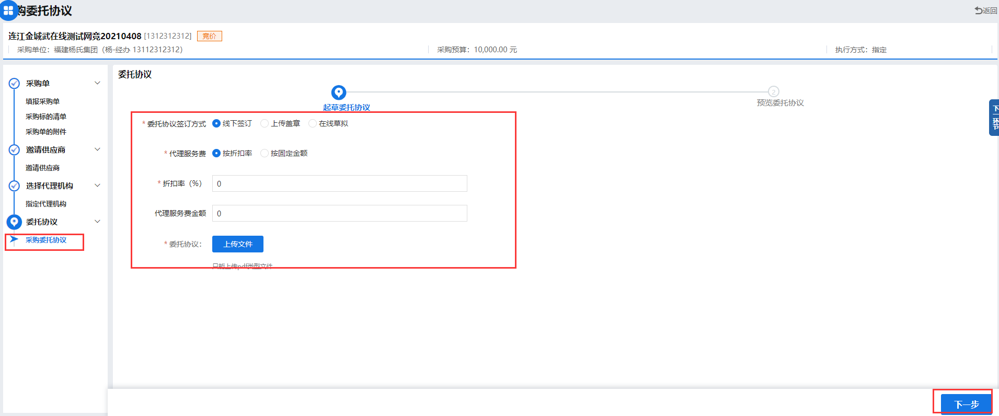 购委托协议
返回
连江金城武在线测试网竞20210408 [1312312312] 竞价
采购单位：福建杨氏集团（杨-经办 13112312312）
采购预算：10,000.00 元
执行方式：指定
采购单
填报采购单
采购标的清单
采购单的附件
邀请供应商
邀请供应商
选择代理机构
指定代理机构
委托协议
采购委托协议
委托协议
起草委托协议
2
预览委托协议
* 委托协议签订方式 线下签订 上传盖章 在线草拟
* 代理服务费 按折扣率 按固定金额
* 折扣率（%） 0
代理服务费金额 0
* 委托协议： 上传文件
只能上传pdf类型文件
下一环节
下一步